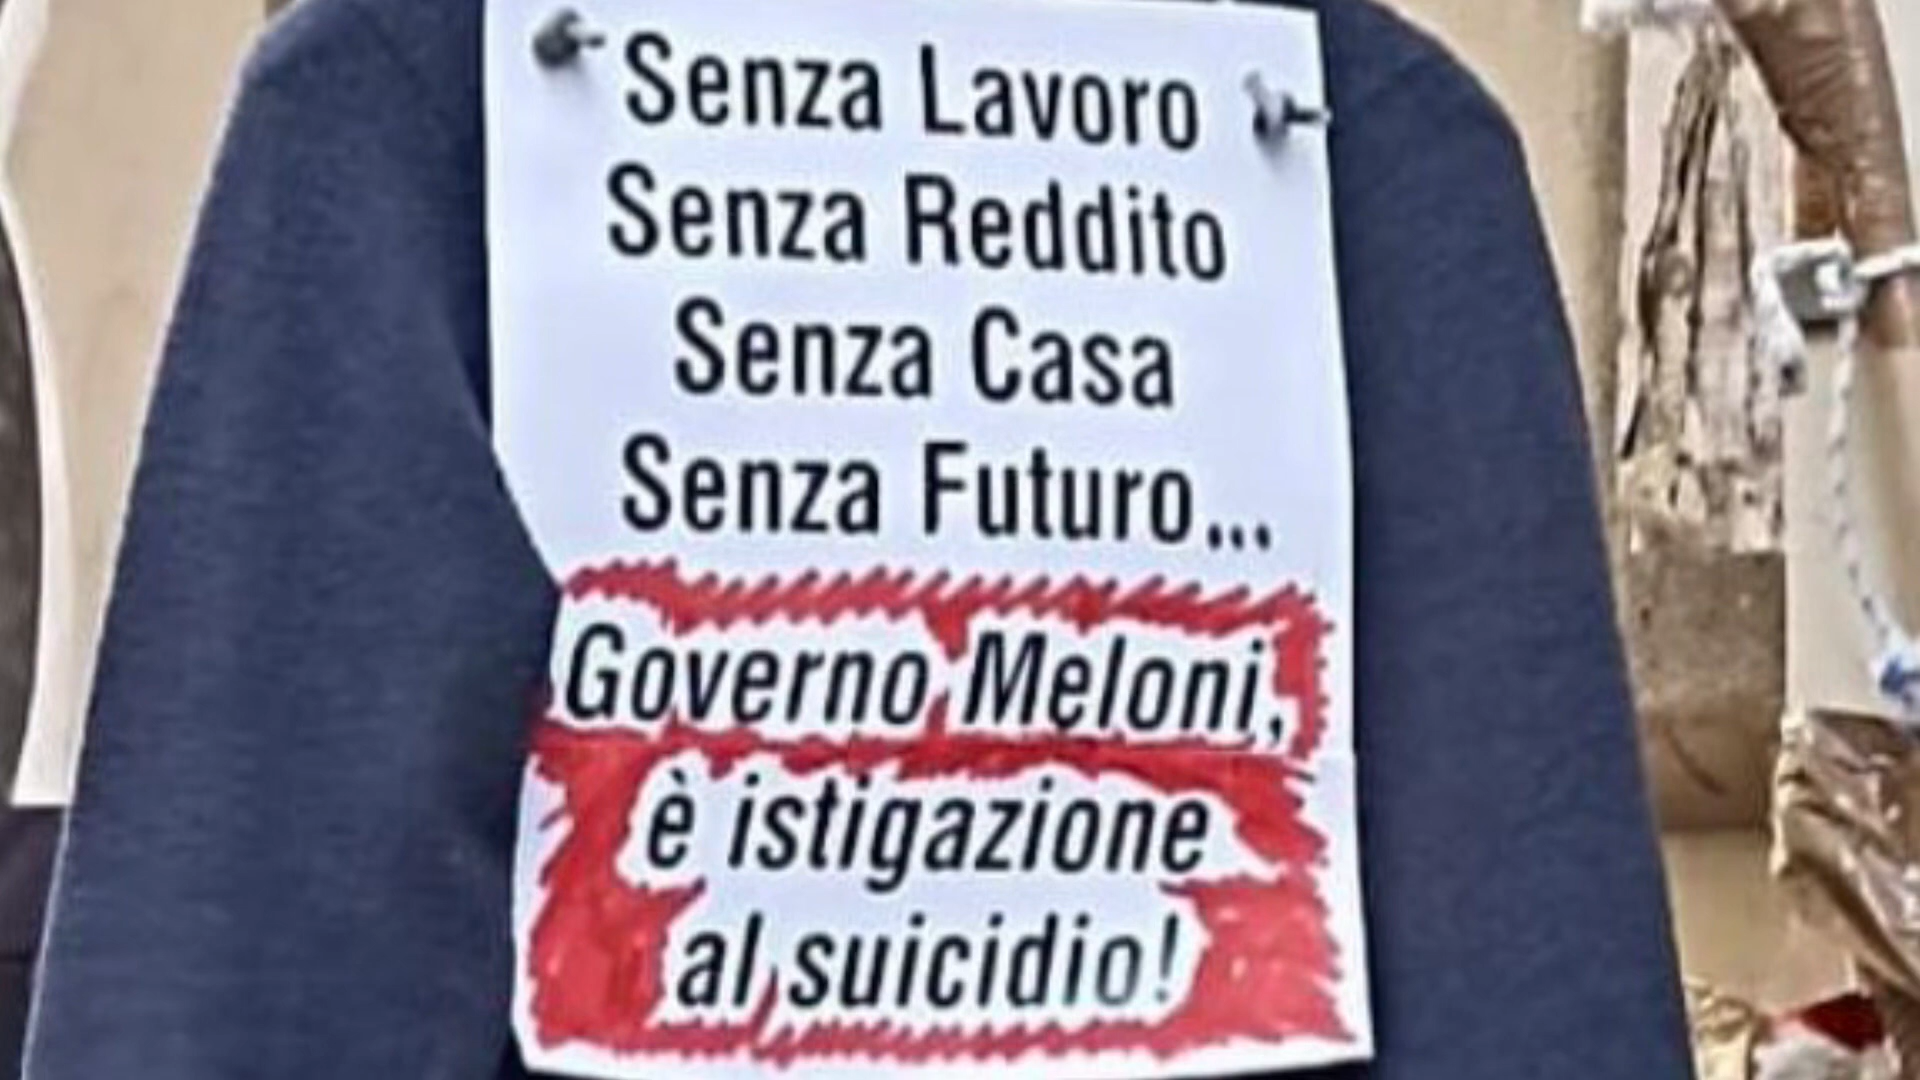 Senza Lavoro
Senza Reddito
Senza Casa
Senza Futuro...
Governo Meloni,
è istigazione
al suicidio!